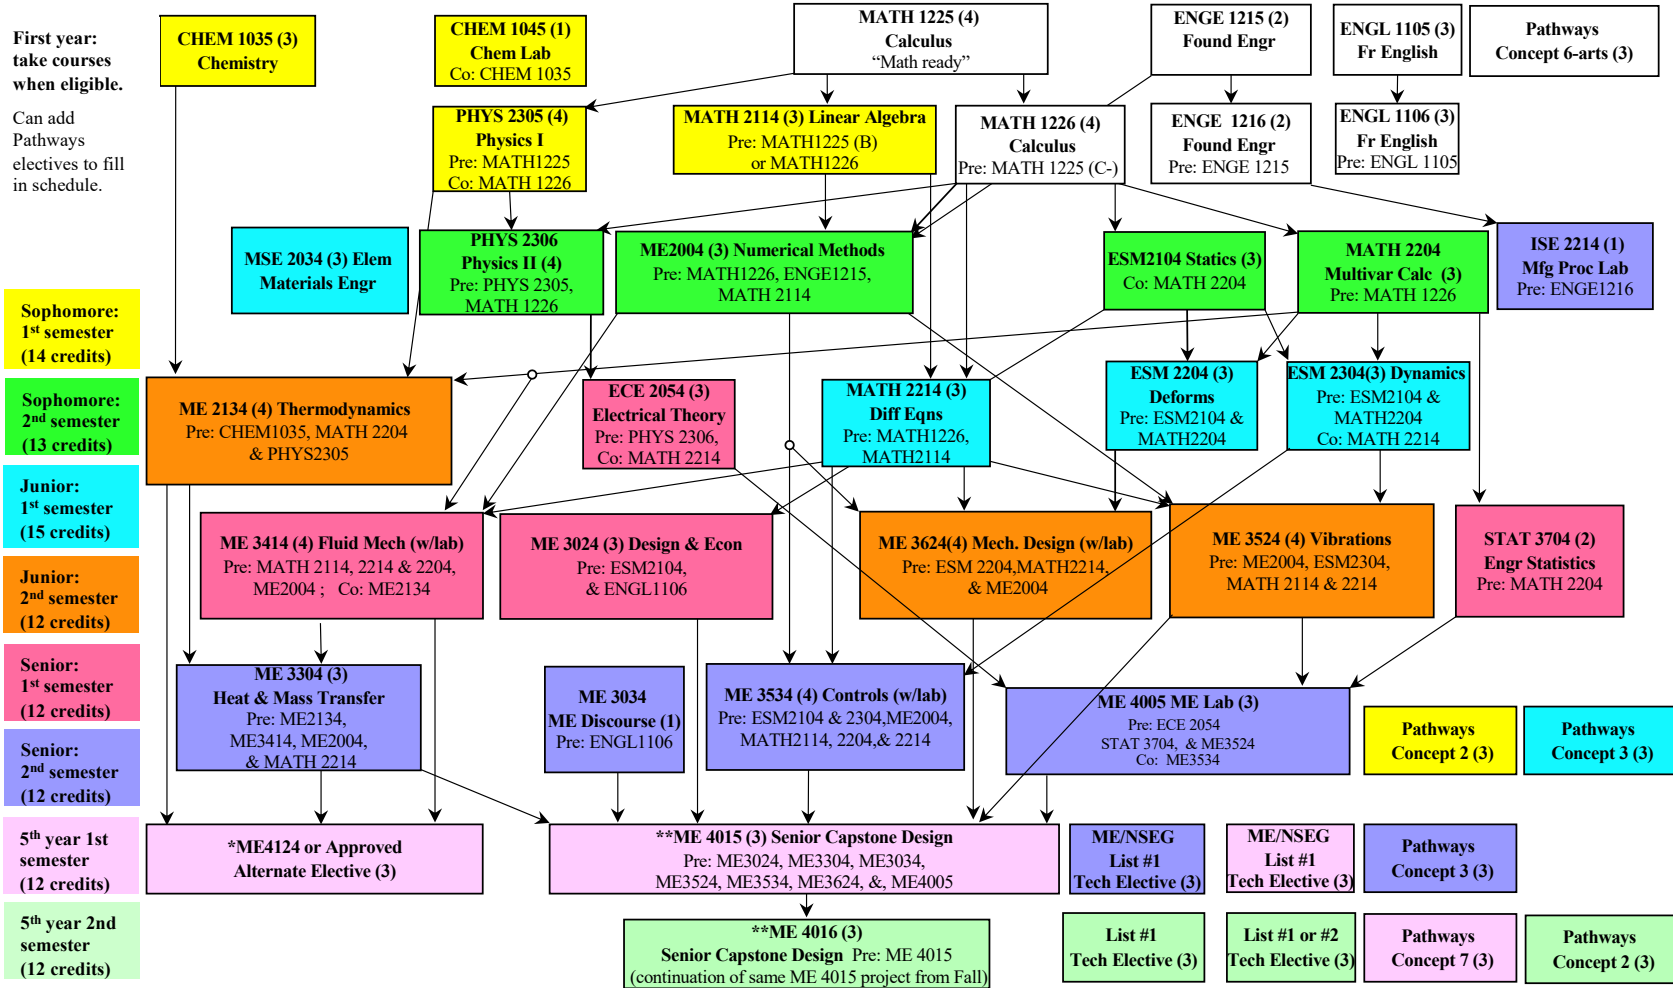 First year:
take courses
when eligible.
Can add
Pathways
electives to fill
in schedule.
CHEM 1035 (3)
Chemistry
CHEM 1045 (1)
Chem Lab
Co: CHEM 1035
MATH 1225 (4)
Calculus
“Math ready”
ENGE 1215 (2)
Found Engr
ENGL 1105 (3)
Fr English
Pathways
Concept 6-arts (3)
PHYS 2305 (4)
Physics I
Pre: MATH1225
Co: MATH 1226
MATH 2114 (3) Linear Algebra
Pre: MATH1225 (B)
or MATH1226
MATH 1226 (4)
Calculus
Pre: MATH 1225 (C-)
ENGE 1216 (2)
Found Engr
Pre: ENGE 1215
ENGL 1106 (3)
Fr English
Pre: ENGL 1105
MSE 2034 (3) Elem
Materials Engr
PHYS 2306
Physics II (4)
Pre: PHYS 2305,
MATH 1226
ME2004 (3) Numerical Methods
Pre: MATH1226, ENGE1215,
MATH 2114
ESM2104 Statics (3)
Co: MATH 2204
MATH 2204
Multivar Calc (3)
Pre: MATH 1226
ISE 2214 (1)
Mfg Proc Lab
Pre: ENGE1216
Sophomore:
1st semester
(14 credits)
Sophomore:
2nd semester
(13 credits)
ME 2134 (4) Thermodynamics
Pre: CHEM1035, MATH 2204
& PHYS2305
ECE 2054 (3)
Electrical Theory
Pre: PHYS 2306,
Co: MATH 2214
MATH 2214 (3)
Diff Eqns
Pre: MATH1226,
MATH2114
ESM 2204 (3)
Deforms
Pre: ESM2104 &
MATH2204
ESM 2304(3) Dynamics
Pre: ESM2104 &
MATH2204
Co: MATH 2214
Junior:
1st semester
(15 credits)
ME 3414 (4) Fluid Mech (w/lab)
Pre: MATH 2114, 2214 & 2204,
ME2004 ; Co: ME2134
ME 3024 (3) Design & Econ
Pre: ESM2104,
& ENGL1106
ME 3624(4) Mech. Design (w/lab)
Pre: ESM 2204,MATH2214,
& ME2004
ME 3524 (4) Vibrations
Pre: ME2004, ESM2304,
MATH 2114 & 2214
STAT 3704 (2)
Engr Statistics
Pre: MATH 2204
Junior:
2nd semester
(12 credits)
Senior:
1st semester
(12 credits)
ME 3304 (3)
Heat & Mass Transfer
Pre: ME2134,
ME3414, ME2004,
& MATH 2214
ME 3034
ME Discourse (1)
Pre: ENGL1106
ME 3534 (4) Controls (w/lab)
Pre: ESM2104 & 2304,ME2004,
MATH2114, 2204,& 2214
ME 4005 ME Lab (3)
Pre: ECE 2054
STAT 3704, & ME3524
Co: ME3534
Pathways
Concept 2 (3)
Pathways
Concept 3 (3)
Senior:
2nd semester
(12 credits)
5th year 1st
semester
(12 credits)
*ME4124 or Approved
Alternate Elective (3)
**ME 4015 (3) Senior Capstone Design
Pre: ME3024, ME3304, ME3034,
ME3524, ME3534, ME3624, &, ME4005
ME/NSEG
List #1
Tech Elective (3)
ME/NSEG
List #1
Tech Elective (3)
Pathways
Concept 3 (3)
5th year 2nd
semester
(12 credits)
**ME 4016 (3)
Senior Capstone Design Pre: ME 4015
(continuation of same ME 4015 project from Fall)
List #1
Tech Elective (3)
List #1 or #2
Tech Elective (3)
Pathways
Concept 7 (3)
Pathways
Concept 2 (3)